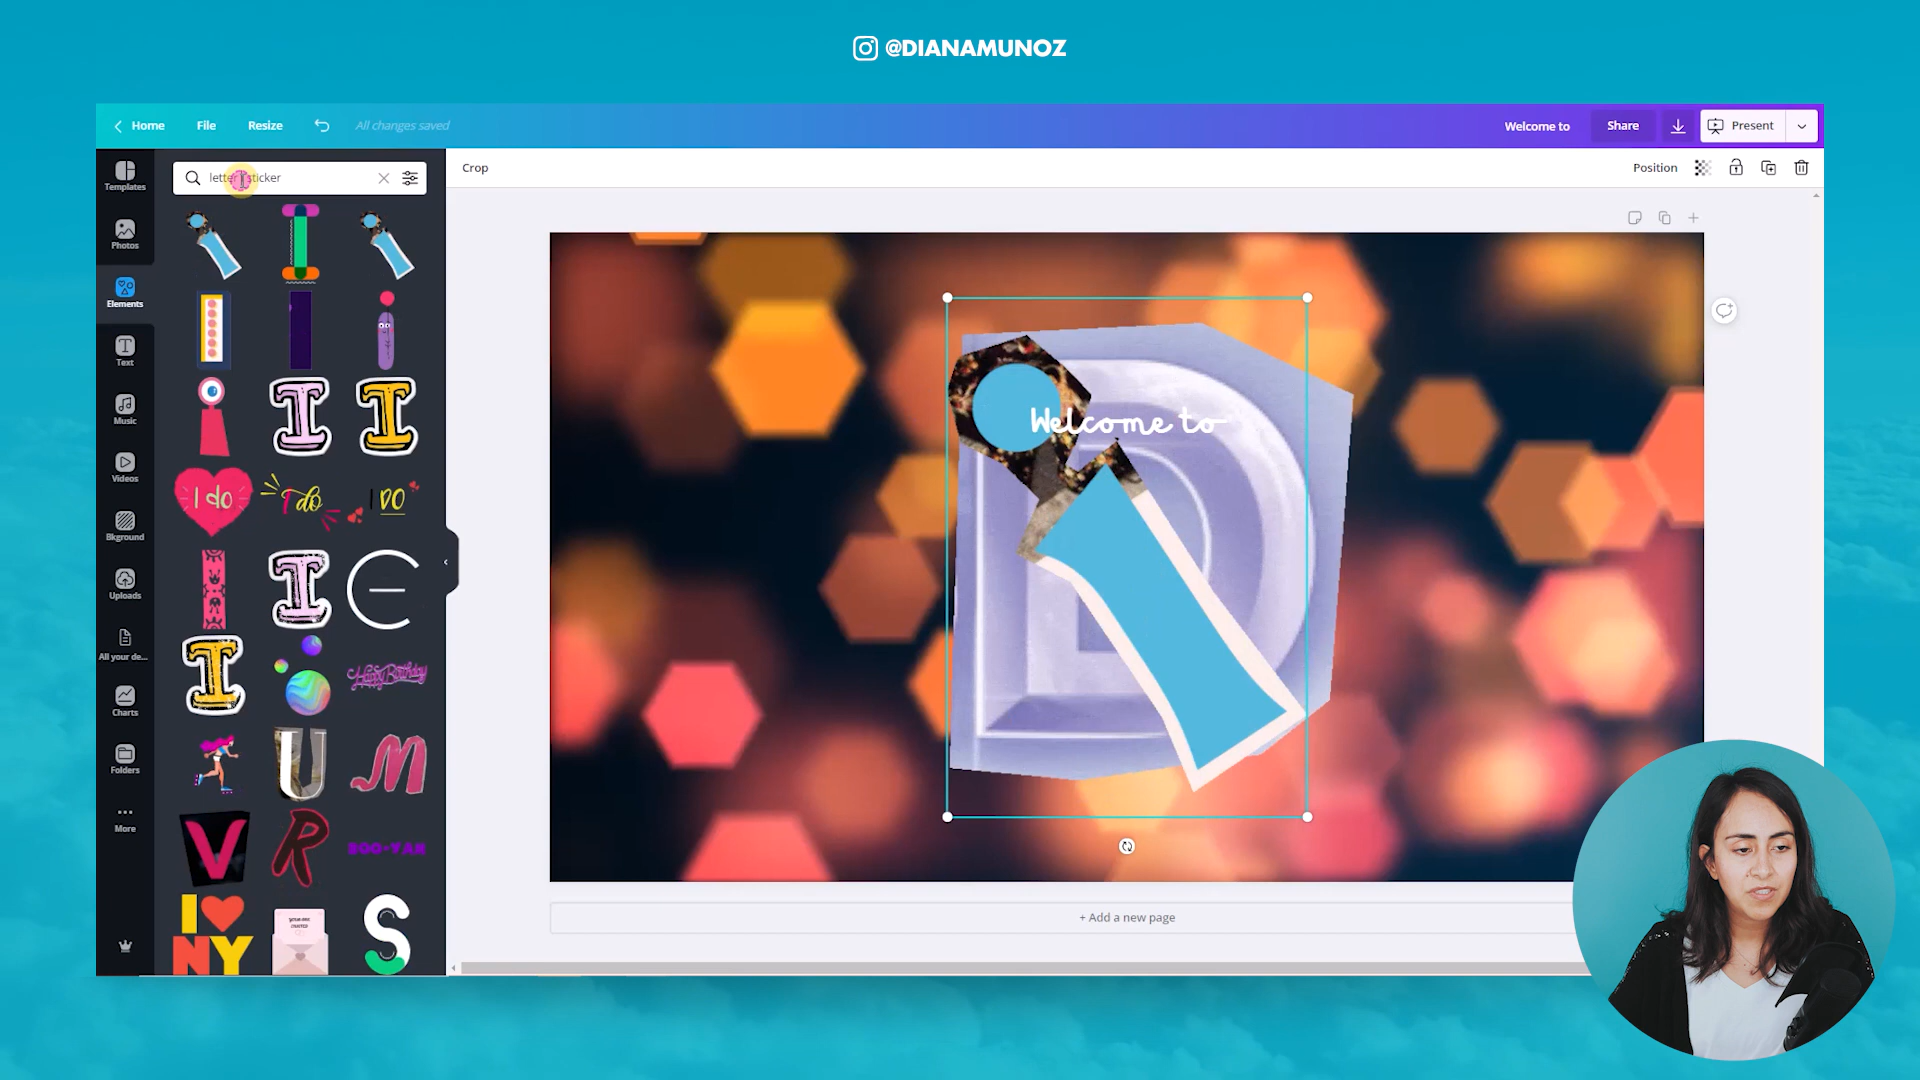 @DIANAMUNOZ
Home
File
Resize
All changes saved
Welcome to
Share
Present
Templates
Photos
Elements
Text
Music
Videos
Bkground
Uploads
All your de...
Charts
Folders
More
sticker
Crop
Position
I
I
I
I do
I do
I DO
I
Happy Birthday
I
U
M
V
R
BOO-YAH
I
NY
S
Welcome to
D
+ Add a new page